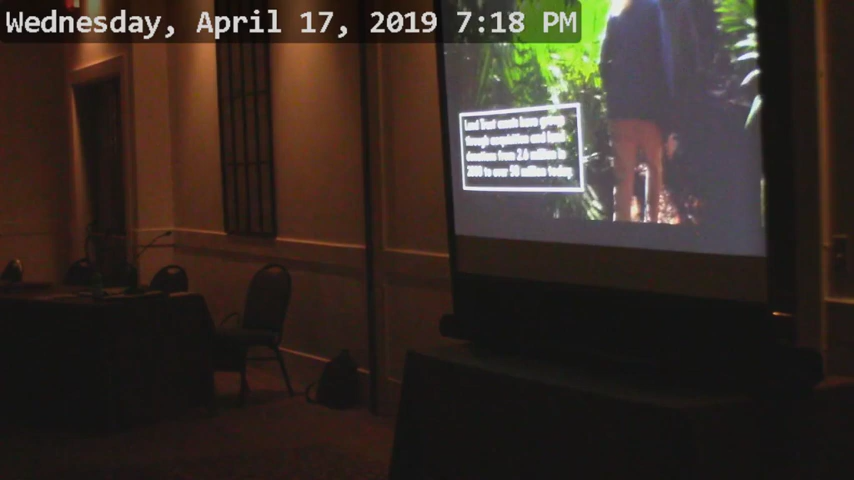 Wednesday, April 17, 2019 7:18 PM
Land Trust assets have grown
through acquisition and land
donations from 2.6 million in
to over 50 million today.